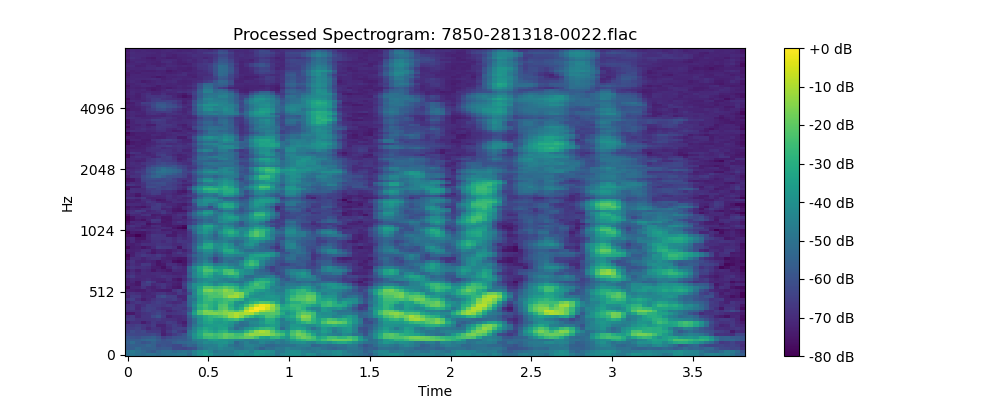 Processed Spectrogram: 7850-281318-0022.flac
Hz
4096
2048
1024
512
0
0
0.5
1
1.5
2
2.5
3
3.5
Time
+0 dB
-10 dB
-20 dB
-30 dB
-40 dB
-50 dB
-60 dB
-70 dB
-80 dB